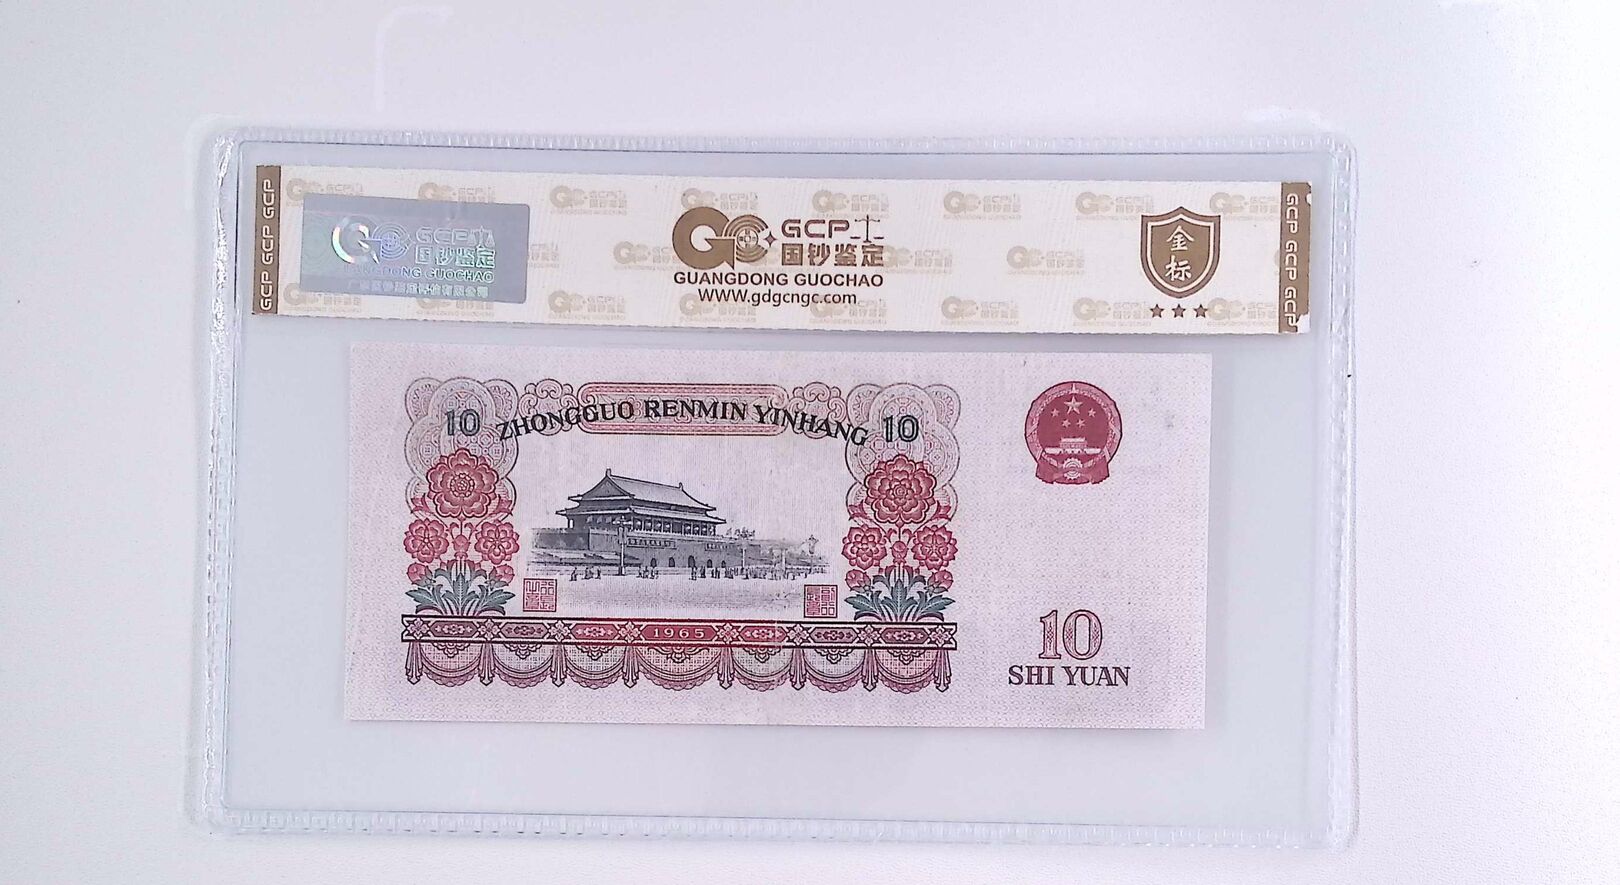 GCP GCP GCP
GCP
国钞鉴定
GUANGDONG GUOCHAO
GCP
国钞鉴定
GUANGDONG GUOCHAO
WWW.gdgcngc.com
金
标
GCP GCP GCP
10 ZHONGGUO RENMIN YINHANG 10
1965
10
SHI YUAN